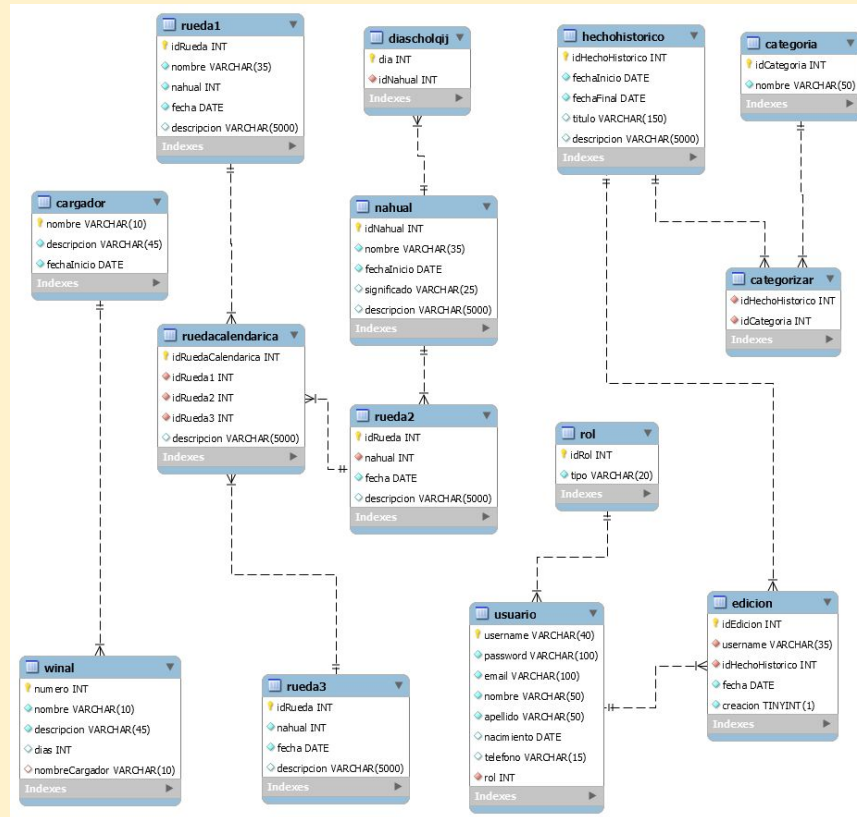 rueda1
idRueda INT
nombre VARCHAR(35)
nahual INT
fecha DATE
descripcion VARCHAR(5000)
Indexes
diascholqij
dia INT
idNahual INT
Indexes
hechohistorico
idHechoHistorico INT
fechaInicio DATE
fechaFinal DATE
titulo VARCHAR(150)
descripcion VARCHAR(5000)
Indexes
categoria
idCategoria INT
nombre VARCHAR(50)
Indexes
cargador
nombre VARCHAR(10)
descripcion VARCHAR(45)
fechaInicio DATE
Indexes
nahual
idNahual INT
nombre VARCHAR(35)
fechaInicio DATE
significado VARCHAR(25)
descripcion VARCHAR(5000)
Indexes
categorizar
idHechoHistorico INT
idCategoria INT
Indexes
ruedacalendarica
idRuedaCalendarica INT
idRueda1 INT
idRueda2 INT
idRueda3 INT
descripcion VARCHAR(5000)
Indexes
rueda2
idRueda INT
nahual INT
fecha DATE
descripcion VARCHAR(5000)
Indexes
rol
idRol INT
tipo VARCHAR(20)
Indexes
winal
numero INT
nombre VARCHAR(10)
descripcion VARCHAR(45)
dias INT
nombreCargador VARCHAR(10)
Indexes
rueda3
idRueda INT
nahual INT
fecha DATE
descripcion VARCHAR(5000)
Indexes
usuario
username VARCHAR(40)
password VARCHAR(100)
email VARCHAR(100)
nombre VARCHAR(50)
apellido VARCHAR(50)
nacimiento DATE
telefono VARCHAR(15)
rol INT
Indexes
edicion
idEdicion INT
username VARCHAR(35)
idHechoHistorico INT
fecha DATE
creacion TINYINT(1)
Indexes